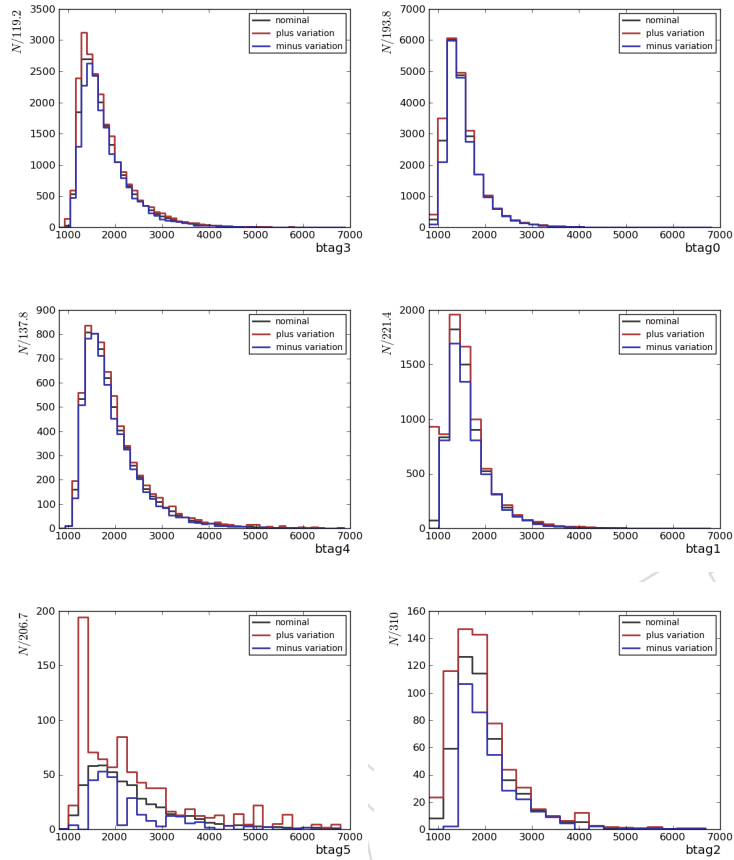 N/119.2
3500
3000
2500
2000
1500
1000
500
0
nominal
plus variation
minus variation
1000 2000 3000 4000 5000 6000 7000
btag3
N/193.8
7000
6000
5000
4000
3000
2000
1000
0
nominal
plus variation
minus variation
1000 2000 3000 4000 5000 6000 7000
btag0
N/137.8
900
800
700
600
500
400
300
200
100
0
nominal
plus variation
minus variation
1000 2000 3000 4000 5000 6000 7000
btag4
N/221.4
2000
1500
1000
500
0
nominal
plus variation
minus variation
1000 2000 3000 4000 5000 6000 7000
btag1
N/206.7
200
150
100
50
0
nominal
plus variation
minus variation
1000 2000 3000 4000 5000 6000 7000
btag5
N/310
160
140
120
100
80
60
40
20
0
nominal
plus variation
minus variation
1000 2000 3000 4000 5000 6000 7000
btag2